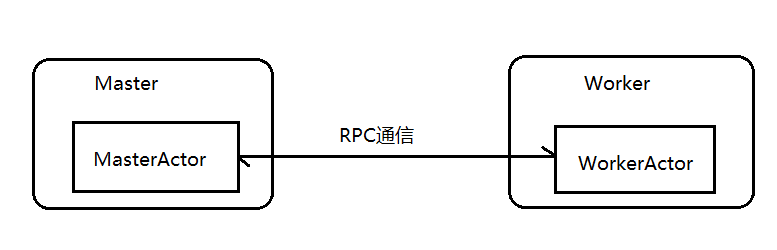 Master
Worker
RPC通信
MasterActor
WorkerActor